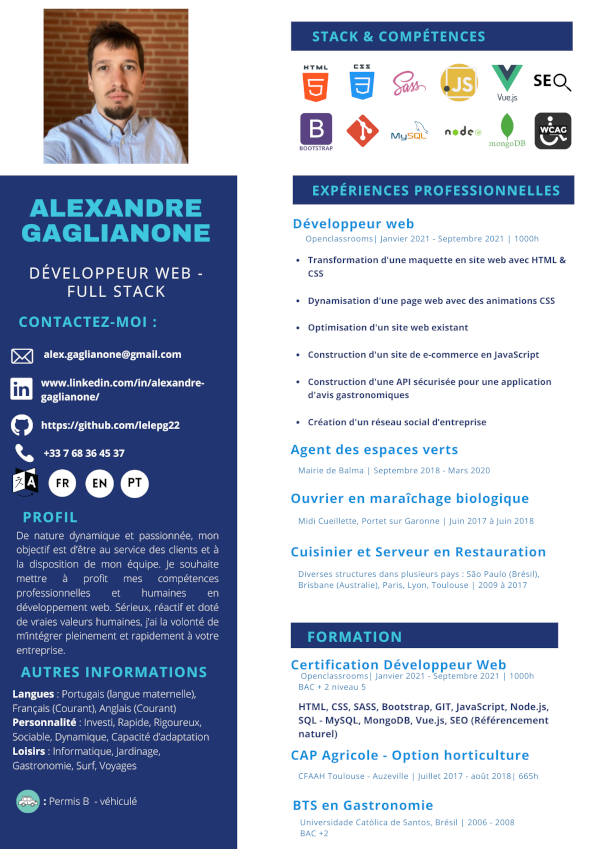 ALEXANDRE
GAGLIANONE
DÉVELOPPEUR WEB -
FULL STACK
CONTACTEZ-MOI :
alex.gaglianone@gmail.com
in
www.linkedin.com/in/alexandre-
gaglianone/
https://github.com/lelepg22
+33 7 68 36 45 37
A
FR
EN
PT
PROFIL
De nature dynamique et passionnée, mon
objectif est d'être au service des clients et à
la disposition de mon équipe. Je souhaite
mettre à profit mes compétences
professionnelles et humaines en
développement web. Sérieux, réactif et doté
de vraies valeurs humaines, j'ai la volonté de
m'intégrer pleinement et rapidement à votre
entreprise.
AUTRES INFORMATIONS
Langues : Portugais (langue maternelle),
Français (Courant), Anglais (Courant)
Personnalité : Investi, Rapide, Rigoureux,
Sociable, Dynamique, Capacité d'adaptation
Loisirs : Informatique, Jardinage,
Gastronomie, Surf, Voyages
: Permis B - véhiculé
STACK & COMPÉTENCES
HTML
5
CSS
3
Sass
JS
Vue.js
SEO
B
BOOTSTRAP
MySQL
node
mongoDB
WCAG
EXPÉRIENCES PROFESSIONNELLES
Développeur web
Openclassrooms| Janvier 2021 - Septembre 2021 | 1000h
• Transformation d'une maquette en site web avec HTML &
CSS
• Dynamisation d'une page web avec des animations CSS
• Optimisation d'un site web existant
• Construction d'un site de e-commerce en JavaScript
• Construction d'une API sécurisée pour une application
d'avis gastronomiques
• Création d'un réseau social d'entreprise
Agent des espaces verts
Mairie de Balma | Septembre 2018 - Mars 2020
Ouvrier en maraîchage biologique
Midi Cueillette, Portet sur Garonne | Juin 2017 à Juin 2018
Cuisinier et Serveur en Restauration
Diverses structures dans plusieurs pays : São Paulo (Brésil),
Brisbane (Australie), Paris, Lyon, Toulouse | 2009 à 2017
FORMATION
Certification Développeur Web
Openclassrooms| Janvier 2021 - Septembre 2021 | 1000h
BAC + 2 niveau 5
HTML, CSS, SASS, Bootstrap, GIT, JavaScript, Node.js,
SQL - MySQL, MongoDB, Vue.js, SEO (Référencement
naturel)
CAP Agricole - Option horticulture
CFAAH Toulouse - Auzeville | Juillet 2017 - août 2018| 665h
BTS en Gastronomie
Universidade Católica de Santos, Brésil | 2006 - 2008
BAC +2